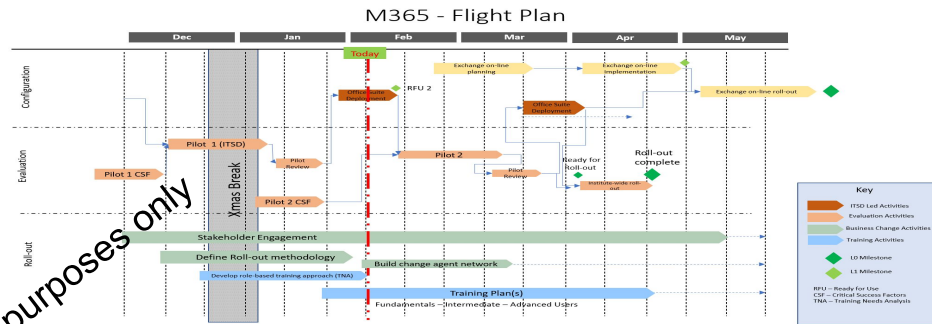 M365 - Flight Plan
Dec
Jan
Feb
Mar
Apr
May
Today
Configuration
Exchange on-line
planning
Exchange on-line
implementation
Exchange on-line roll-out
Office Suite
Deployment
RFU 2
Office Suite
Deployment
Evaluation
Pilot 1 (ITSD)
Pilot
Review
Pilot 1 CSF
Pilot 2 CSF
Pilot 2
Pilot
Review
Ready for
Roll-out
Roll-out
complete
Institute-wide roll-
out
Xmas Break
Roll-out
Stakeholder Engagement
Define Roll-out methodology
Build change agent network
Develop role-based training approach (TNA)
Training Plan(s)
Fundamentals – Intermediate – Advanced Users
purposes only
Key
ITSD Led Activities
Evaluation Activities
Business Change Activities
Training Activities
L0 Milestone
L1 Milestone
RFU – Ready for Use
CSF – Critical Success Factors
TNA – Training Needs Analysis